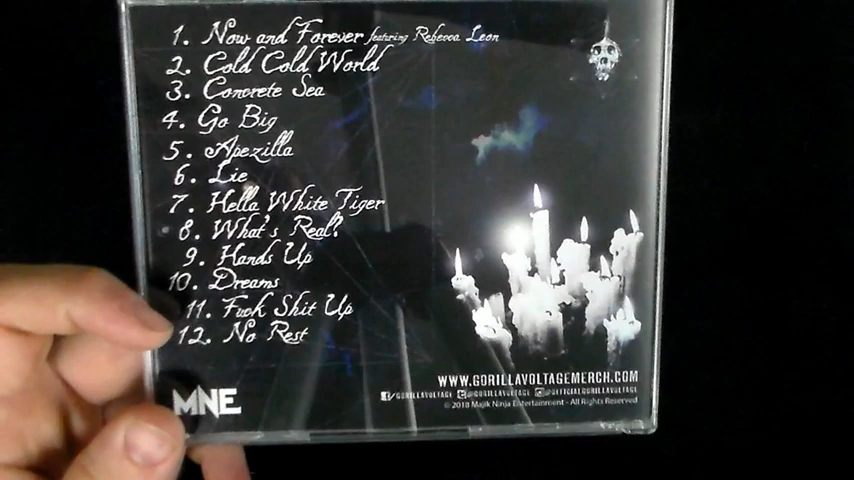 1. Now and Forever featuring Rebecca Leon
2. Cold Cold World
3. Concrete Sea
4. Go Big
5. Apezilla
6. Lie
7. Hella White Tiger
8. What's Real?
9. Hands Up
10. Dreams
11. Fuck Shit Up
12. No Rest
MNE
WWW.GORILLAVOLTAGEMERCH.COM
/GORILLAVOLTAGE @GORILLAVOLTAGE @OFFICIALGORILLAVOLTAGE
© 2018 Majik Ninja Entertainment - All Rights Reserved